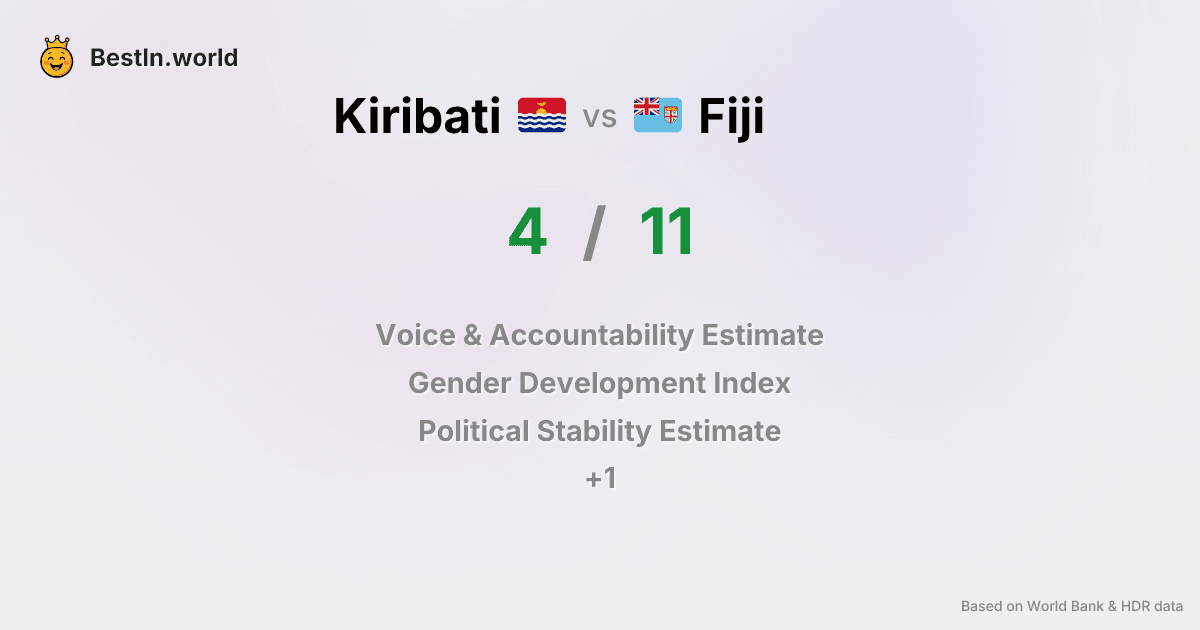 BestIn.world
Kiribati vs Fiji
4 / 11
Voice & Accountability Estimate
Gender Development Index
Political Stability Estimate
+1
Based on World Bank & HDR data